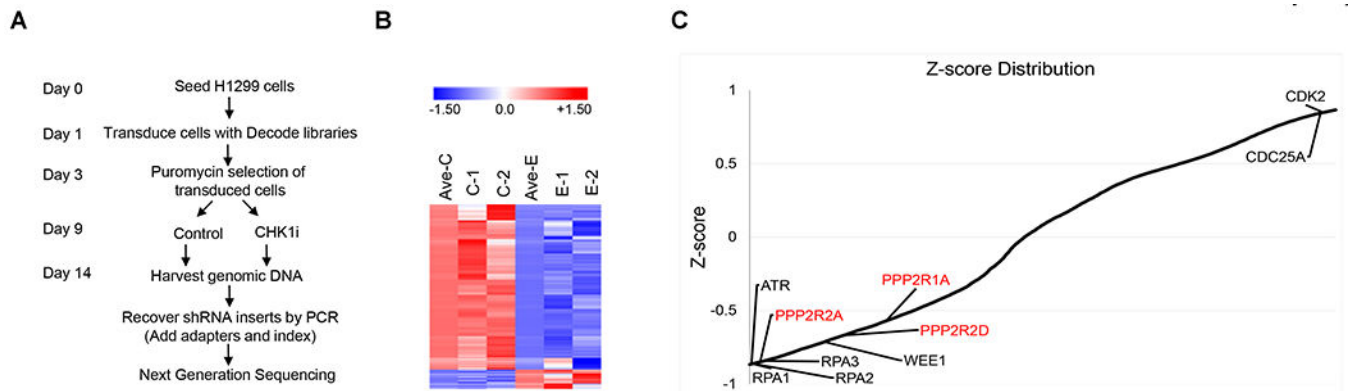 A
Day 0
Seed H1299 cells
Day 1
Transduce cells with Decode libraries
Day 3
Puromycin selection of
transduced cells
Day 9
Control
CHK1i
Day 14
Harvest genomic DNA
Recover shRNA inserts by PCR
(Add adapters and index)
Next Generation Sequencing
B
-1.50
0.0
+1.50
Ave-C
C-1
C-2
Ave-E
E-1
E-2
C
Z-score Distribution
Z-score
1
0.5
0
-0.5
-1
CDK2
CDC25A
ATR
PPP2R1A
PPP2R2A
PPP2R2D
RPA3
WEE1
RPA1
RPA2